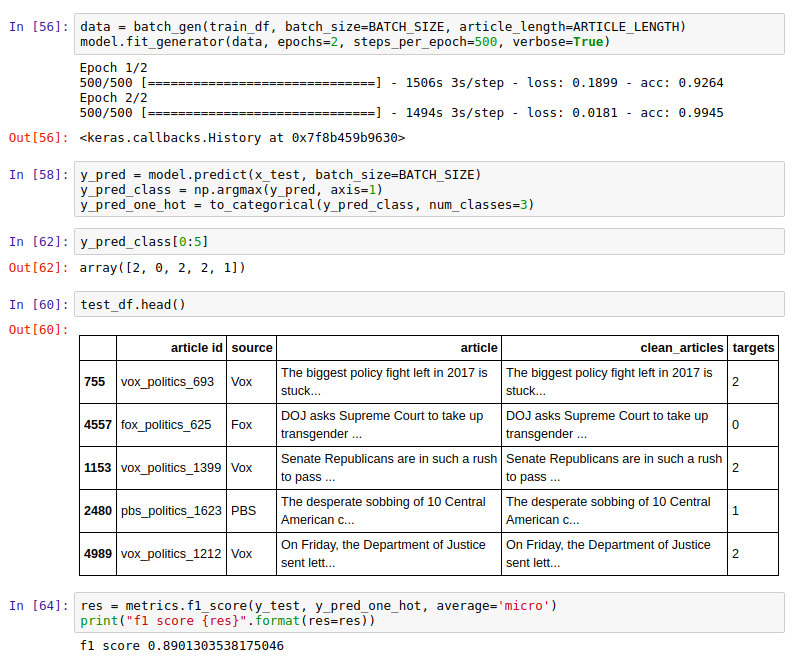 In [56]: data = batch_gen(train_df, batch_size=BATCH_SIZE, article_length=ARTICLE_LENGTH)
model.fit_generator(data, epochs=2, steps_per_epoch=500, verbose=True)
Epoch 1/2
500/500 [==============================] - 1506s 3s/step - loss: 0.1899 - acc: 0.9264
Epoch 2/2
500/500 [==============================] - 1494s 3s/step - loss: 0.0181 - acc: 0.9945
Out[56]: <keras.callbacks.History at 0x7f8b459b9630>
In [58]: y_pred = model.predict(x_test, batch_size=BATCH_SIZE)
y_pred_class = np.argmax(y_pred, axis=1)
y_pred_one_hot = to_categorical(y_pred_class, num_classes=3)
In [62]: y_pred_class[0:5]
Out[62]: array([2, 0, 2, 2, 1])
In [60]: test_df.head()
Out[60]:
article id source article clean_articles targets
755 vox_politics_693 Vox The biggest policy fight left in 2017 is stuck... The biggest policy fight left in 2017 is stuck... 2
4557 fox_politics_625 Fox DOJ asks Supreme Court to take up transgender ... DOJ asks Supreme Court to take up transgender ... 0
1153 vox_politics_1399 Vox Senate Republicans are in such a rush to pass ... Senate Republicans are in such a rush to pass ... 2
2480 pbs_politics_1623 PBS The desperate sobbing of 10 Central American c... The desperate sobbing of 10 Central American c... 1
4989 vox_politics_1212 Vox On Friday, the Department of Justice sent lett... On Friday, the Department of Justice sent lett... 2
In [64]: res = metrics.f1_score(y_test, y_pred_one_hot, average='micro')
print("f1 score {res}".format(res=res))
f1 score 0.8901303538175046